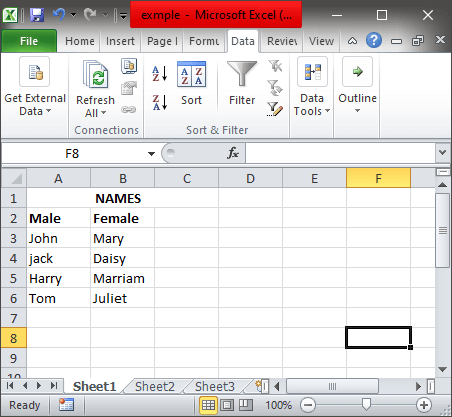 exmple - Microsoft Excel (...
File Home Insert Page l Formu Data Review View
Get External Data Refresh All Sort Filter Data Tools Outline
Connections Sort & Filter
F8 fx
A B C D E F
1 NAMES
2 Male Female
3 John Mary
4 jack Daisy
5 Harry Marriam
6 Tom Juliet
7
8
9
10
Sheet1 Sheet2 Sheet3
Ready 100%